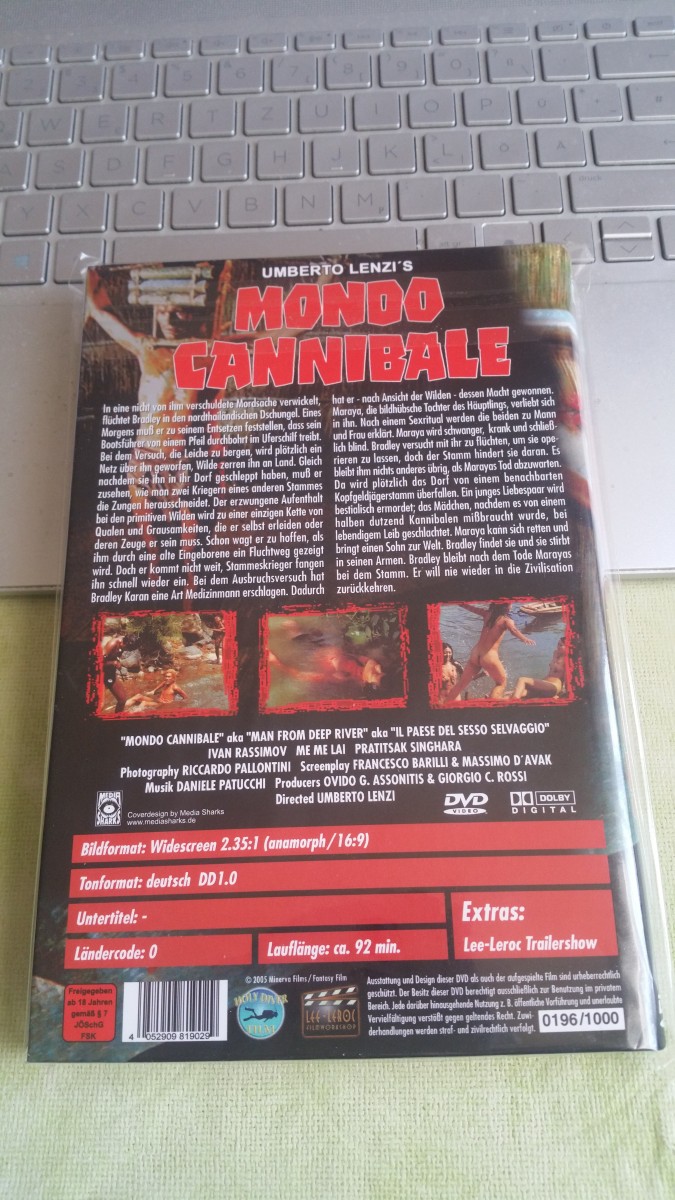 UMBERTO LENZI´S
MONDO
CANNIBALE
In eine nicht von ihm verschuldete Mordsache verwickelt,
flüchtet Bradley in den nordthailändischen Dschungel. Eines
Morgens muß er zu seinem Entsetzen feststellen, dass sein
Bootsführer von einem Pfeil durchbohrt im Uferschilf treibt.
Bei dem Versuch, die Leiche zu bergen, wird plötzlich ein
Netz über ihn geworfen, Wilde zerren ihn an Land. Gleich
nachdem sie ihn in ihr Dorf geschleppt haben, muß er
zusehen, wie man zwei Kriegern eines anderen Stammes
die Zungen herausschneidet. Der erzwungene Aufenthalt
bei den primitiven Wilden wird zu einer einzigen Kette von
Qualen und Grausamkeiten, die er selbst erleiden oder
deren Zeuge er sein muss. Schon wagt er zu hoffen, als
ihm durch eine alte Eingeborene ein Fluchtweg gezeigt
wird. Doch er kommt nicht weit, Stammeskrieger fangen
ihn schnell wieder ein. Bei dem Ausbruchsversuch hat
Bradley Karan eine Art Medizinmann erschlagen. Dadurch
hat er - nach Ansicht der Wilden - dessen Macht gewonnen.
Maraya, die bildhübsche Tochter des Häuptlings, verliebt sich
in ihn. Nach einem Sexritual werden die beiden zu Mann
und Frau erklärt. Maraya wird schwanger, krank und schließ-
lich blind. Bradley versucht mit ihr zu flüchten, um sie ope-
rieren zu lassen, doch der Stamm hindert sie daran. Es
bleibt ihm nichts anderes übrig, als Marayas Tod abzuwarten.
Da wird plötzlich das Dorf von einem benachbarten
Kopfgeldjägerstamm überfallen. Ein junges Liebespaar wird
bestialisch ermordet; das Mädchen, nachdem es von einem
halben dutzend Kannibalen mißbraucht wurde, bei
lebendigem Leib geschlachtet. Maraya kann sich retten und
bringt einen Sohn zur Welt. Bradley findet sie und sie stirbt
in seinen Armen. Bradley bleibt nach dem Tode Marayas
bei dem Stamm. Er will nie wieder in die Zivilisation
zurückkehren.
"MONDO CANNIBALE" aka "MAN FROM DEEP RIVER" aka "IL PAESE DEL SESSO SELVAGGIO"
IVAN RASSIMOV ME ME LAI PRATITSAK SINGHARA
Photography RICCARDO PALLONTINI Screenplay FRANCESCO BARILLI & MASSIMO D´AVAK
Musik DANIELE PATUCCHI Producers OVIDO G. ASSONITIS & GIORGIO C. ROSSI
Directed UMBERTO LENZI
MEDIA SHARKS
Coverdesign by Media Sharks
www.mediasharks.de
DVD VIDEO
DOLBY DIGITAL
Bildformat: Widescreen 2.35:1 (anamorph/16:9)
Tonformat: deutsch DD1.0
Untertitel: -
Ländercode: 0
Lauflänge: ca. 92 min.
Extras:
Lee-Leroc Trailershow
Freigegeben
ab 18 Jahren
gemäß § 7
JÖSchG
FSK
4 052909 819029
© 2005 Minerva Films / Fantasy Film
HOLY DIVER
FILM
LEE-LEROC
FILMWORKSHOP
Ausstattung und Design dieser DVD als auch der aufgespielte Film sind urheberrechtlich
geschützt. Der Besitz dieser DVD berechtigt ausschließlich zur Benutzung im privatem
Bereich. Jede darüber hinausgehende Nutzung z. B. öffentliche Vorführung und unerlaubte
Vervielfältigung verstößt gegen geltendes Recht. Zuwi-
derhandlungen werden straf- und zivilrechtlich verfolgt.
0196/1000